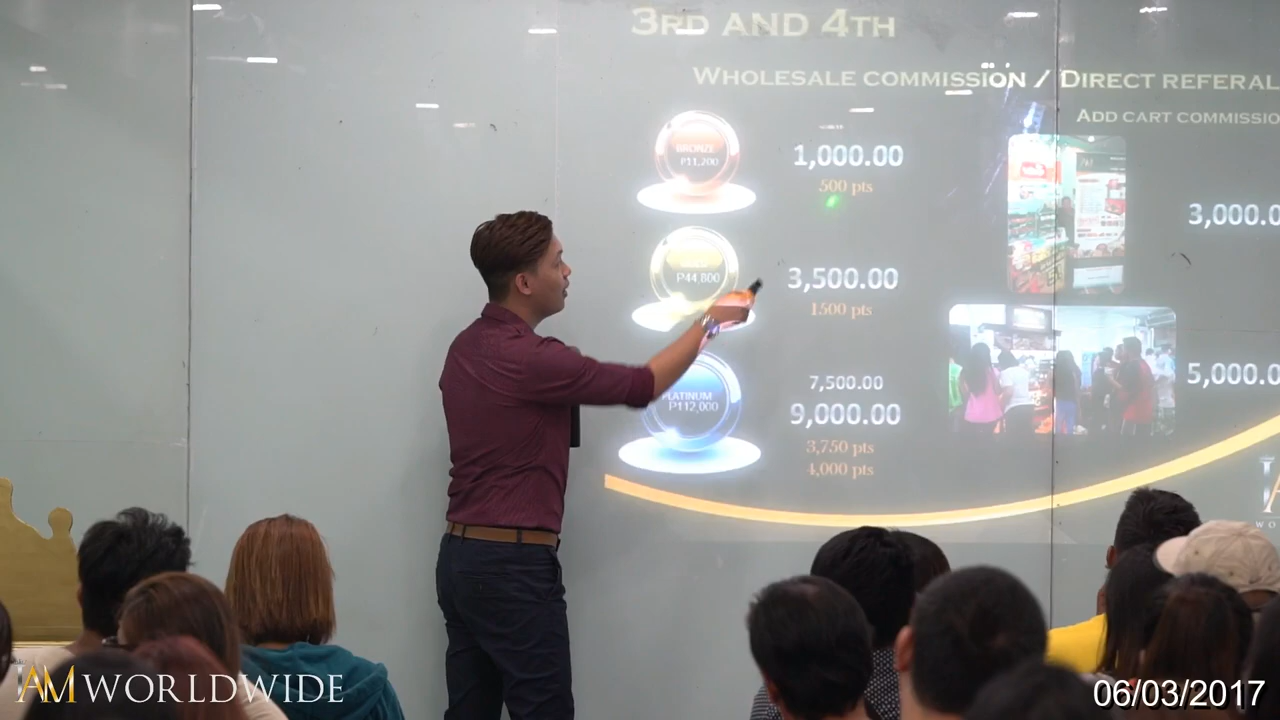 3RD AND 4TH
WHOLESALE COMMISSION / DIRECT REFERAL
ADD CART COMMISSIO
BRONZE
P11,200
1,000.00
500 pts
3,000.0
P44,800
3,500.00
1500 pts
PLATINUM
P112,000
7,500.00
9,000.00
3,750 pts
4,000 pts
5,000.0
IAM WORLDWIDE
06/03/2017